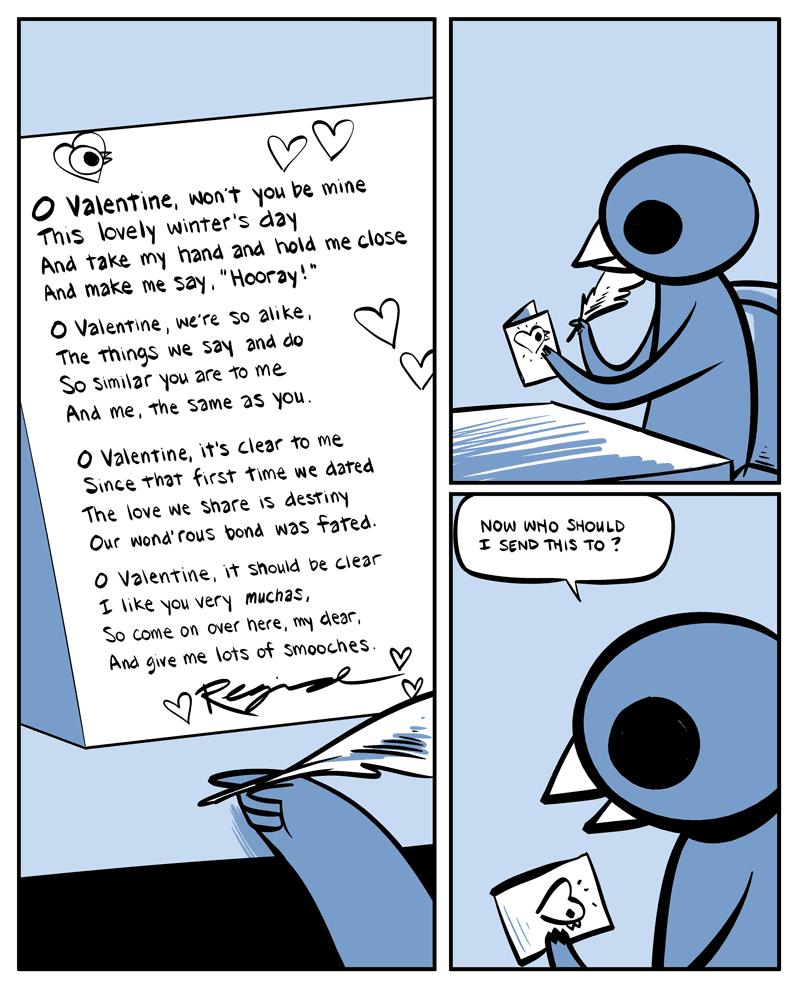 O Valentine, won't you be mine
This lovely winter's day
And take my hand and hold me close
And make me say, "Hooray!"
O Valentine, we're so alike,
The things we say and do
So similar you are to me
And me, the same as you.
O Valentine, it's clear to me
Since that first time we dated
The love we share is destiny
Our wond'rous bond was fated.
O Valentine, it should be clear
I like you very muchas,
So come on over here, my dear,
And give me lots of smooches.
NOW WHO SHOULD
I SEND THIS TO?